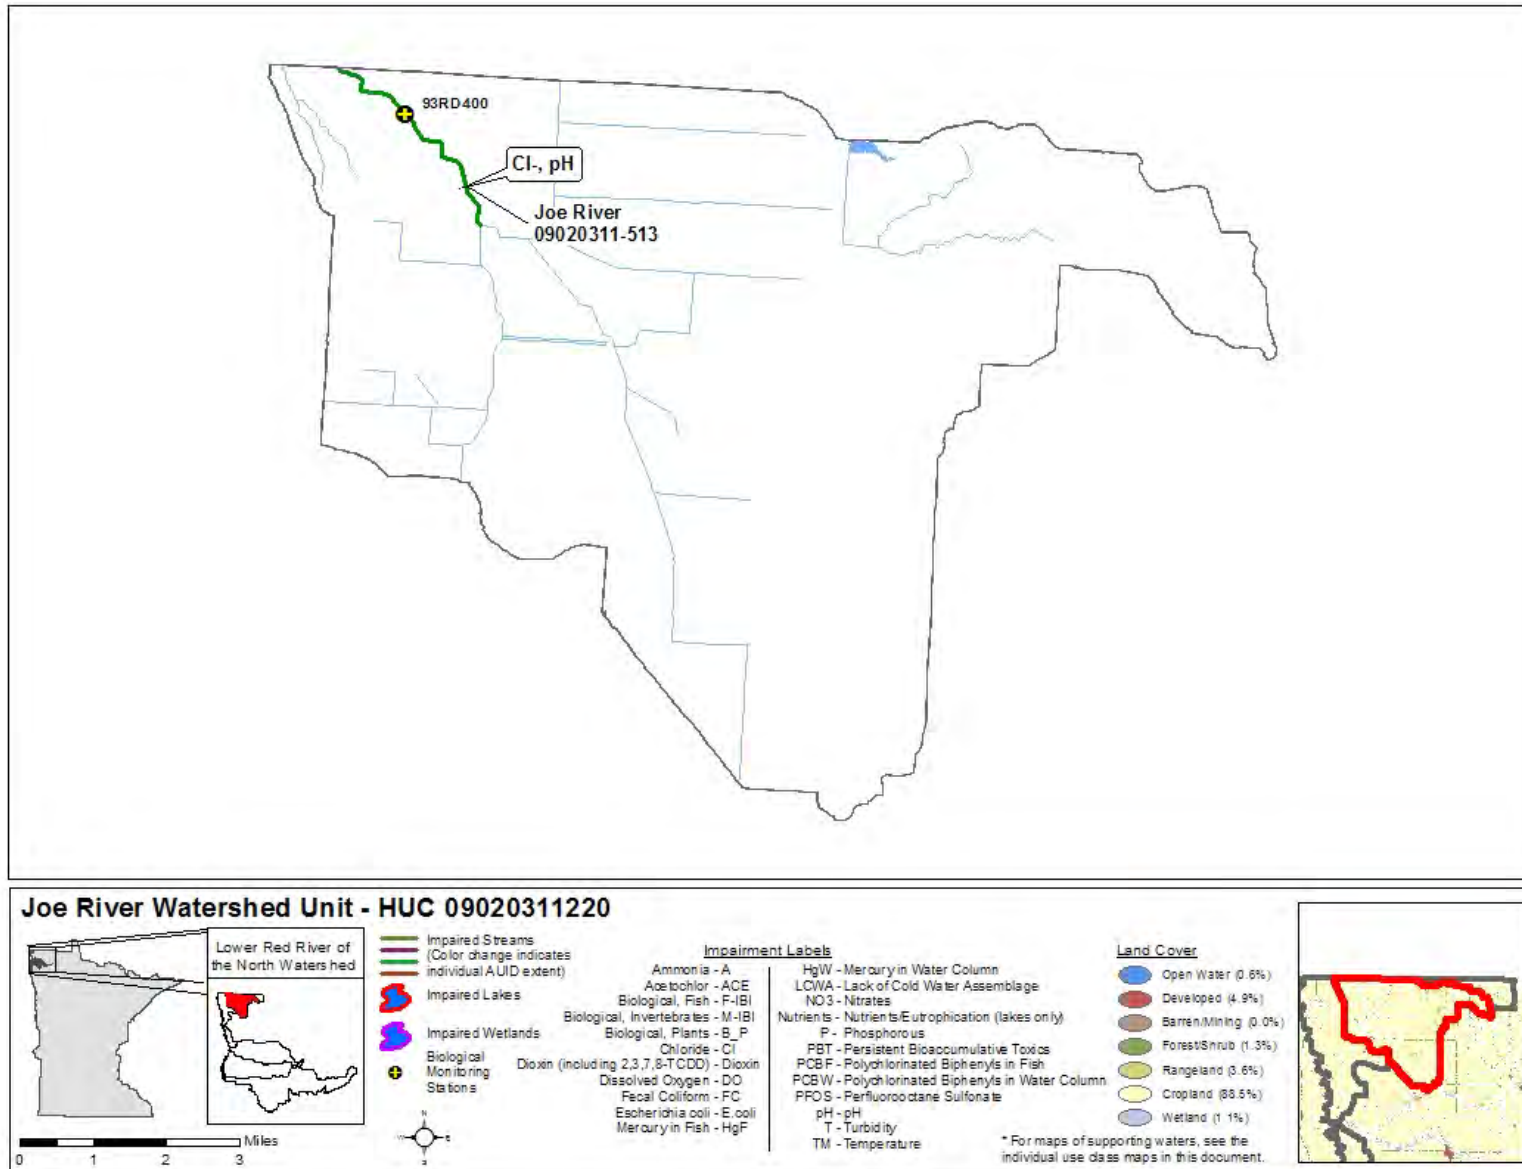 93RD400
Cl-, pH
Joe River
09020311-513
Joe River Watershed Unit - HUC 09020311220
Lower Red River of
the North Watershed
Impaired Streams
(Color change indicates
individual AUID extent)
Impaired Lakes
Impaired Wetlands
Biological
Monitoring
Stations
Impairment Labels
Ammonia - A
Acetochlor - ACE
Biological, Fish - F-IBI
Biological, Invertebrates - M-IBI
Biological, Plants - B_P
Chloride - Cl
Dioxin (including 2,3,7,8-TCDD) - Dioxin
Dissolved Oxygen - DO
Fecal Coliform - FC
Escherichia coli - E.coli
Mercury in Fish - HgF
HgW - Mercury in Water Column
LCWA - Lack of Cold Water Assemblage
NO3 - Nitrates
Nutrients - Nutrients/Eutrophication (lakes only)
P - Phosphorous
PBT - Persistent Bioaccumulative Toxics
PCBF - Polychlorinated Biphenyls in Fish
PCBW - Polychlorinated Biphenyls in Water Column
PFOS - Perfluorooctane Sulfonate
pH - pH
T - Turbidity
TM - Temperature
Land Cover
Open Water (0.6%)
Developed (4.9%)
Barren/Mining (0.0%)
Forest/Shrub (1.3%)
Rangeland (3.6%)
Cropland (88.5%)
Wetland (1.1%)
* For maps of supporting waters, see the
individual use class maps in this document.
Miles
0 1 2 3
N
W E
S